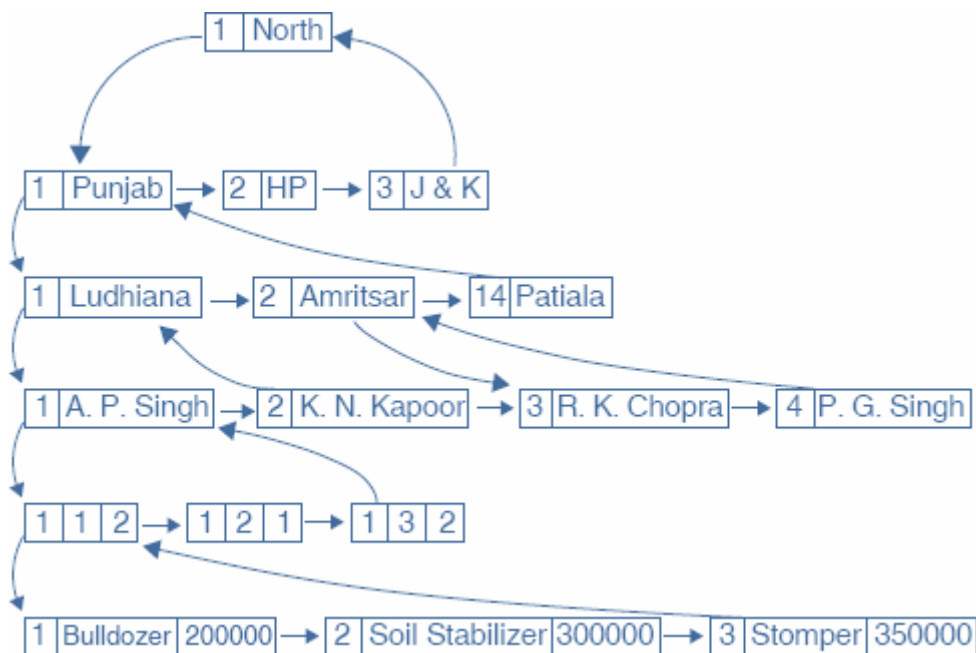 1 North
1 Punjab 2 HP 3 J & K
1 Ludhiana 2 Amritsar 14 Patiala
1 A. P. Singh 2 K. N. Kapoor 3 R. K. Chopra 4 P. G. Singh
1 1 2 1 2 1 1 3 2
1 Bulldozer 200000 2 Soil Stabilizer 300000 3 Stomper 350000